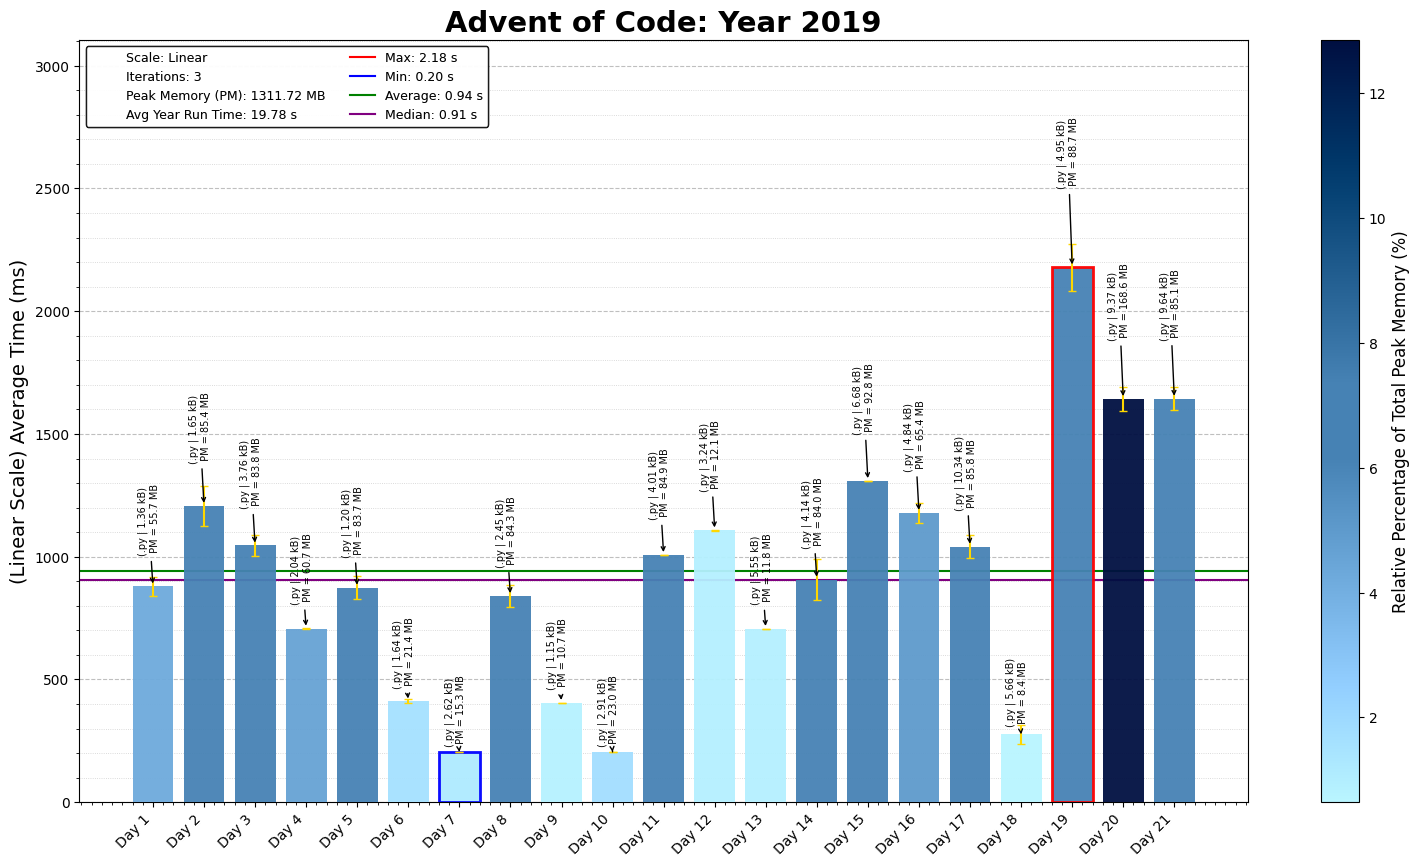 Advent of Code: Year 2019
Scale: Linear
Iterations: 3
Peak Memory (PM): 1311.72 MB
Avg Year Run Time: 19.78 s
Max: 2.18 s
Min: 0.20 s
Average: 0.94 s
Median: 0.91 s
(Linear Scale) Average Time (ms)
3000
2500
2000
1500
1000
500
0
(.py | 1.36 kB)
PM = 55.7 MB
(.py | 1.65 kB)
PM = 85.4 MB
(.py | 3.76 kB)
PM = 83.8 MB
(.py | 2.04 kB)
PM = 60.7 MB
(.py | 1.20 kB)
PM = 83.7 MB
(.py | 1.64 kB)
PM = 21.4 MB
(.py | 2.62 kB)
PM = 15.3 MB
(.py | 2.45 kB)
PM = 84.3 MB
(.py | 1.15 kB)
PM = 10.7 MB
(.py | 2.91 kB)
PM = 23.0 MB
(.py | 4.01 kB)
PM = 84.9 MB
(.py | 3.24 kB)
PM = 12.1 MB
(.py | 5.55 kB)
PM = 11.8 MB
(.py | 4.14 kB)
PM = 84.0 MB
(.py | 6.68 kB)
PM = 92.8 MB
(.py | 4.84 kB)
PM = 65.4 MB
(.py | 10.34 kB)
PM = 85.8 MB
(.py | 5.66 kB)
PM = 8.4 MB
(.py | 4.95 kB)
PM = 88.7 MB
(.py | 9.37 kB)
PM = 168.6 MB
(.py | 9.64 kB)
PM = 85.1 MB
Day 1
Day 2
Day 3
Day 4
Day 5
Day 6
Day 7
Day 8
Day 9
Day 10
Day 11
Day 12
Day 13
Day 14
Day 15
Day 16
Day 17
Day 18
Day 19
Day 20
Day 21
12
10
8
6
4
2
Relative Percentage of Total Peak Memory (%)